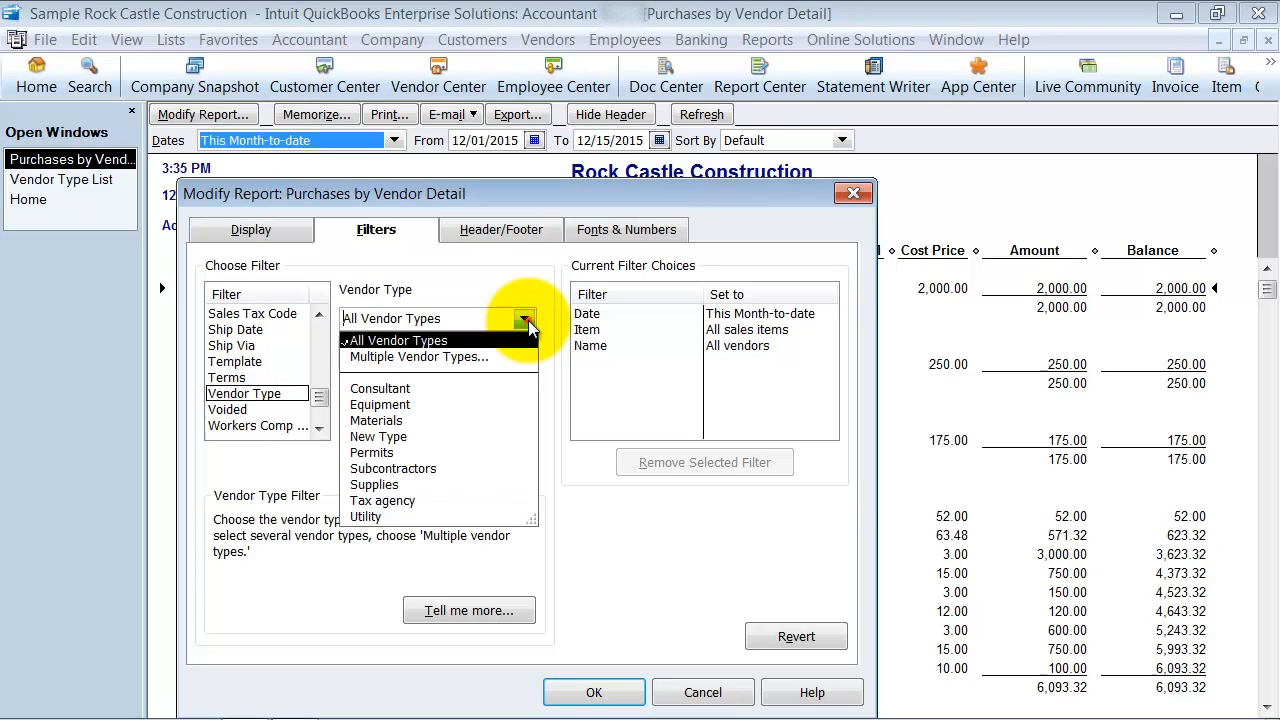 Sample Rock Castle Construction - Intuit QuickBooks Enterprise Solutions: Accountant [Purchases by Vendor Detail]
File Edit View Lists Favorites Accountant Company Customers Vendors Employees Banking Reports Online Solutions Window Help
Home Search Company Snapshot Customer Center Vendor Center Employee Center Doc Center Report Center Statement Writer App Center Live Community Invoice Item
Open Windows
Purchases by Vend...
Vendor Type List
Home
Modify Report... Memorize... Print... E-mail Export... Hide Header Refresh
Dates This Month-to-date From 12/01/2015 To 12/15/2015 Sort By Default
3:35 PM
Rock Castle Construction
Modify Report: Purchases by Vendor Detail
Display Filters Header/Footer Fonts & Numbers
Choose Filter
Filter
Sales Tax Code
Ship Date
Ship Via
Template
Terms
Vendor Type
Voided
Workers Comp ...
Vendor Type
All Vendor Types
All Vendor Types
Multiple Vendor Types...
Consultant
Equipment
Materials
New Type
Permits
Subcontractors
Supplies
Tax agency
Utility
Vendor Type Filter
Choose the vendor typ
select several vendor types, choose 'Multiple vendor
types.'
Tell me more...
Current Filter Choices
Filter Set to
Date This Month-to-date
Item All sales items
Name All vendors
Remove Selected Filter
Revert
OK Cancel Help
Cost Price Amount Balance
2,000.00 2,000.00 2,000.00
2,000.00 2,000.00
250.00 250.00 250.00
250.00 250.00
175.00 175.00 175.00
175.00 175.00
52.00 52.00 52.00
63.48 571.32 623.32
3.00 3,000.00 3,623.32
15.00 750.00 4,373.32
3.00 150.00 4,523.32
12.00 120.00 4,643.32
3.00 600.00 5,243.32
15.00 750.00 5,993.32
10.00 100.00 6,093.32
6,093.32 6,093.32